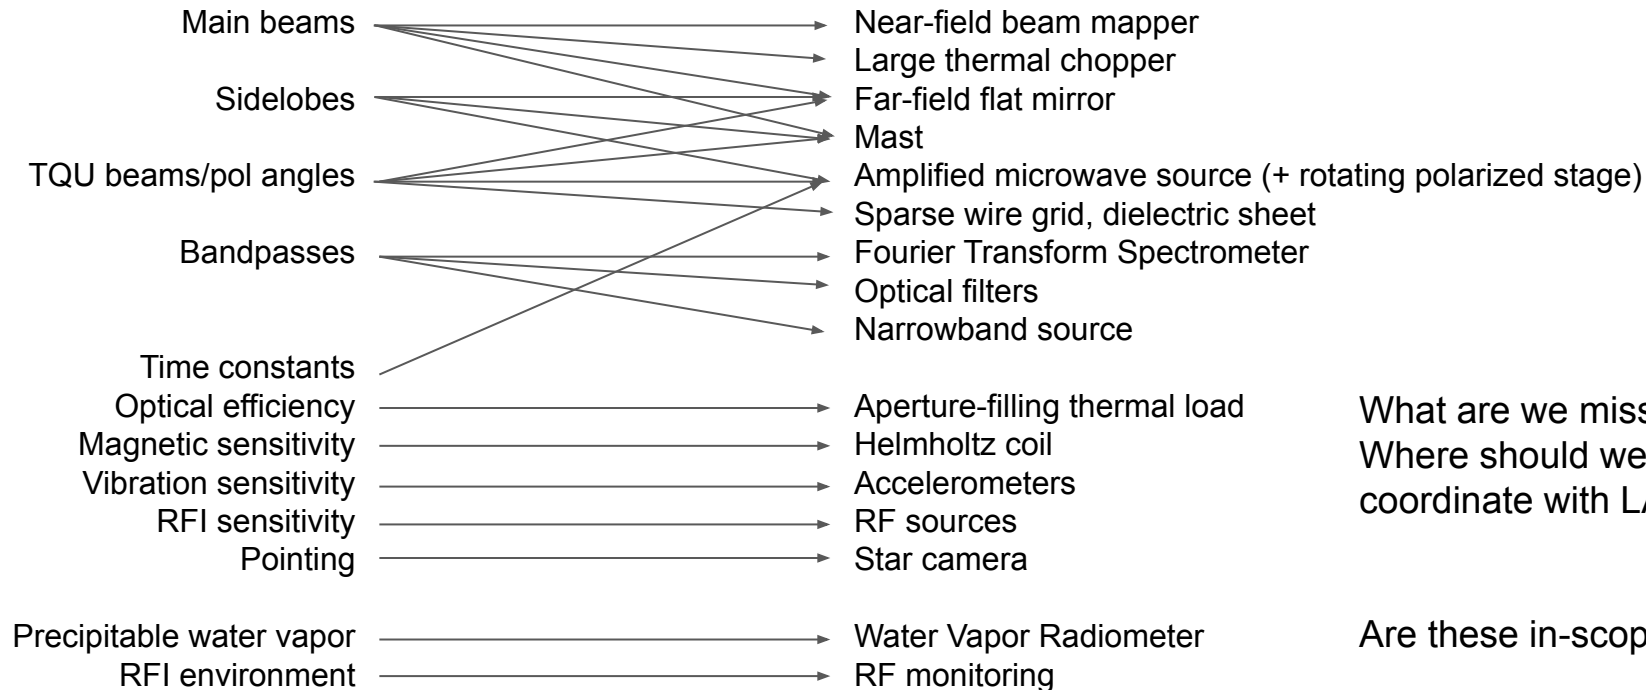 Main beams
Sidelobes
TQU beams/pol angles
Bandpasses
Time constants
Optical efficiency
Magnetic sensitivity
Vibration sensitivity
RFI sensitivity
Pointing
Precipitable water vapor
RFI environment
Near-field beam mapper
Large thermal chopper
Far-field flat mirror
Mast
Amplified microwave source (+ rotating polarized stage)
Sparse wire grid, dielectric sheet
Fourier Transform Spectrometer
Optical filters
Narrowband source
Aperture-filling thermal load
Helmholtz coil
Accelerometers
RF sources
Star camera
Water Vapor Radiometer
RF monitoring
What are we
Where should we
coordinate with
Are these